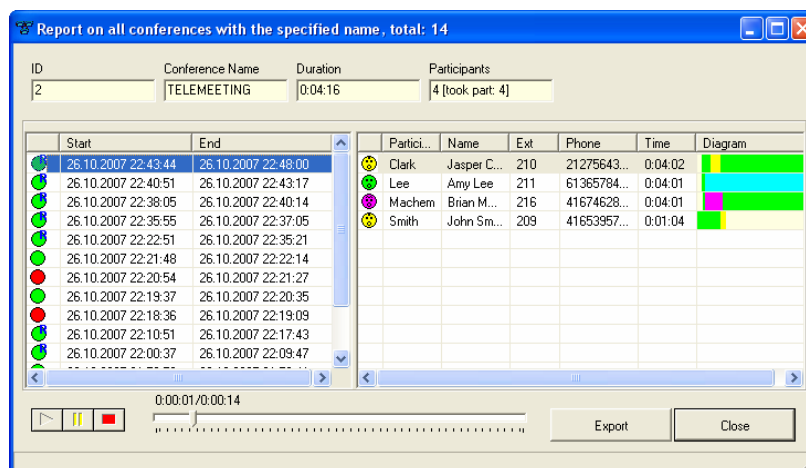 Report on all conferences with the specified name, total: 14
ID Conference Name Duration Participants
2 TELEMEETING 0:04:16 4 [took part: 4]
Start End Partici... Name Ext Phone Time Diagram
R 26.10.2007 22:43:44 26.10.2007 22:48:00 Clark Jasper C... 210 21275643... 0:04:02
R 26.10.2007 22:40:51 26.10.2007 22:43:17 Lee Amy Lee 211 61365784... 0:04:01
R 26.10.2007 22:38:05 26.10.2007 22:40:14 Machem Brian M... 216 41674628... 0:04:01
R 26.10.2007 22:35:55 26.10.2007 22:37:05 Smith John Sm... 209 41653957... 0:01:04
R 26.10.2007 22:22:51 26.10.2007 22:35:21
26.10.2007 22:21:48 26.10.2007 22:22:14
26.10.2007 22:20:54 26.10.2007 22:21:27
26.10.2007 22:19:37 26.10.2007 22:20:35
26.10.2007 22:18:36 26.10.2007 22:19:09
R 26.10.2007 22:10:51 26.10.2007 22:17:43
R 26.10.2007 22:00:37 26.10.2007 22:09:47
0:00:01/0:00:14
Export Close